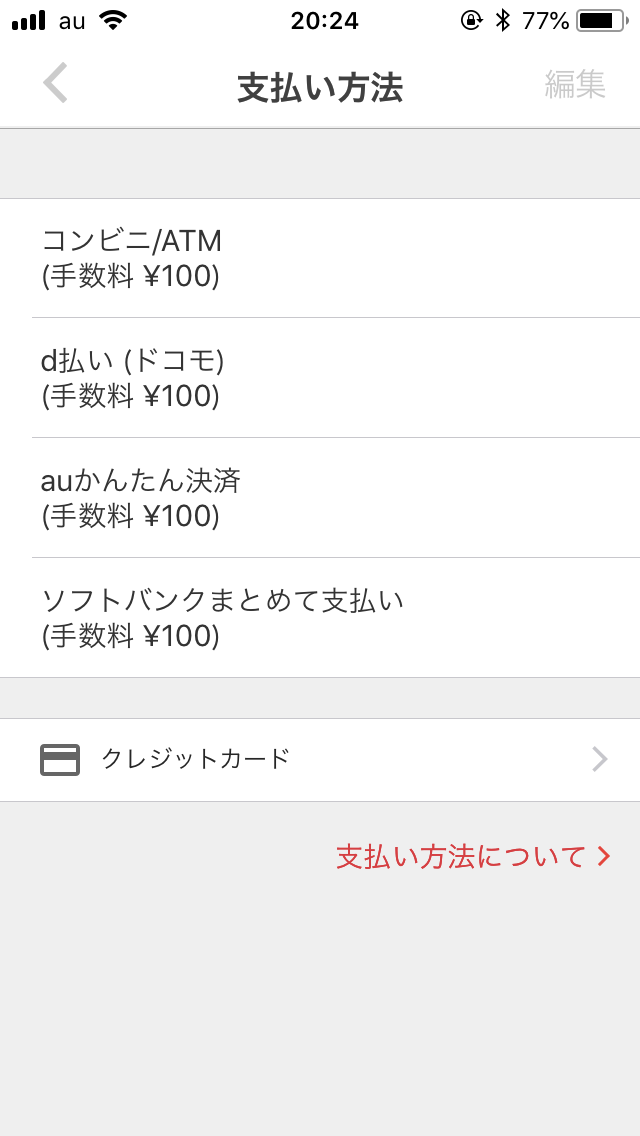 au 20:24 77%
支払い方法 編集
コンビニ/ATM
(手数料 ¥100)
d払い (ドコモ)
(手数料 ¥100)
auかんたん決済
(手数料 ¥100)
ソフトバンクまとめて支払い
(手数料 ¥100)
クレジットカード
支払い方法について